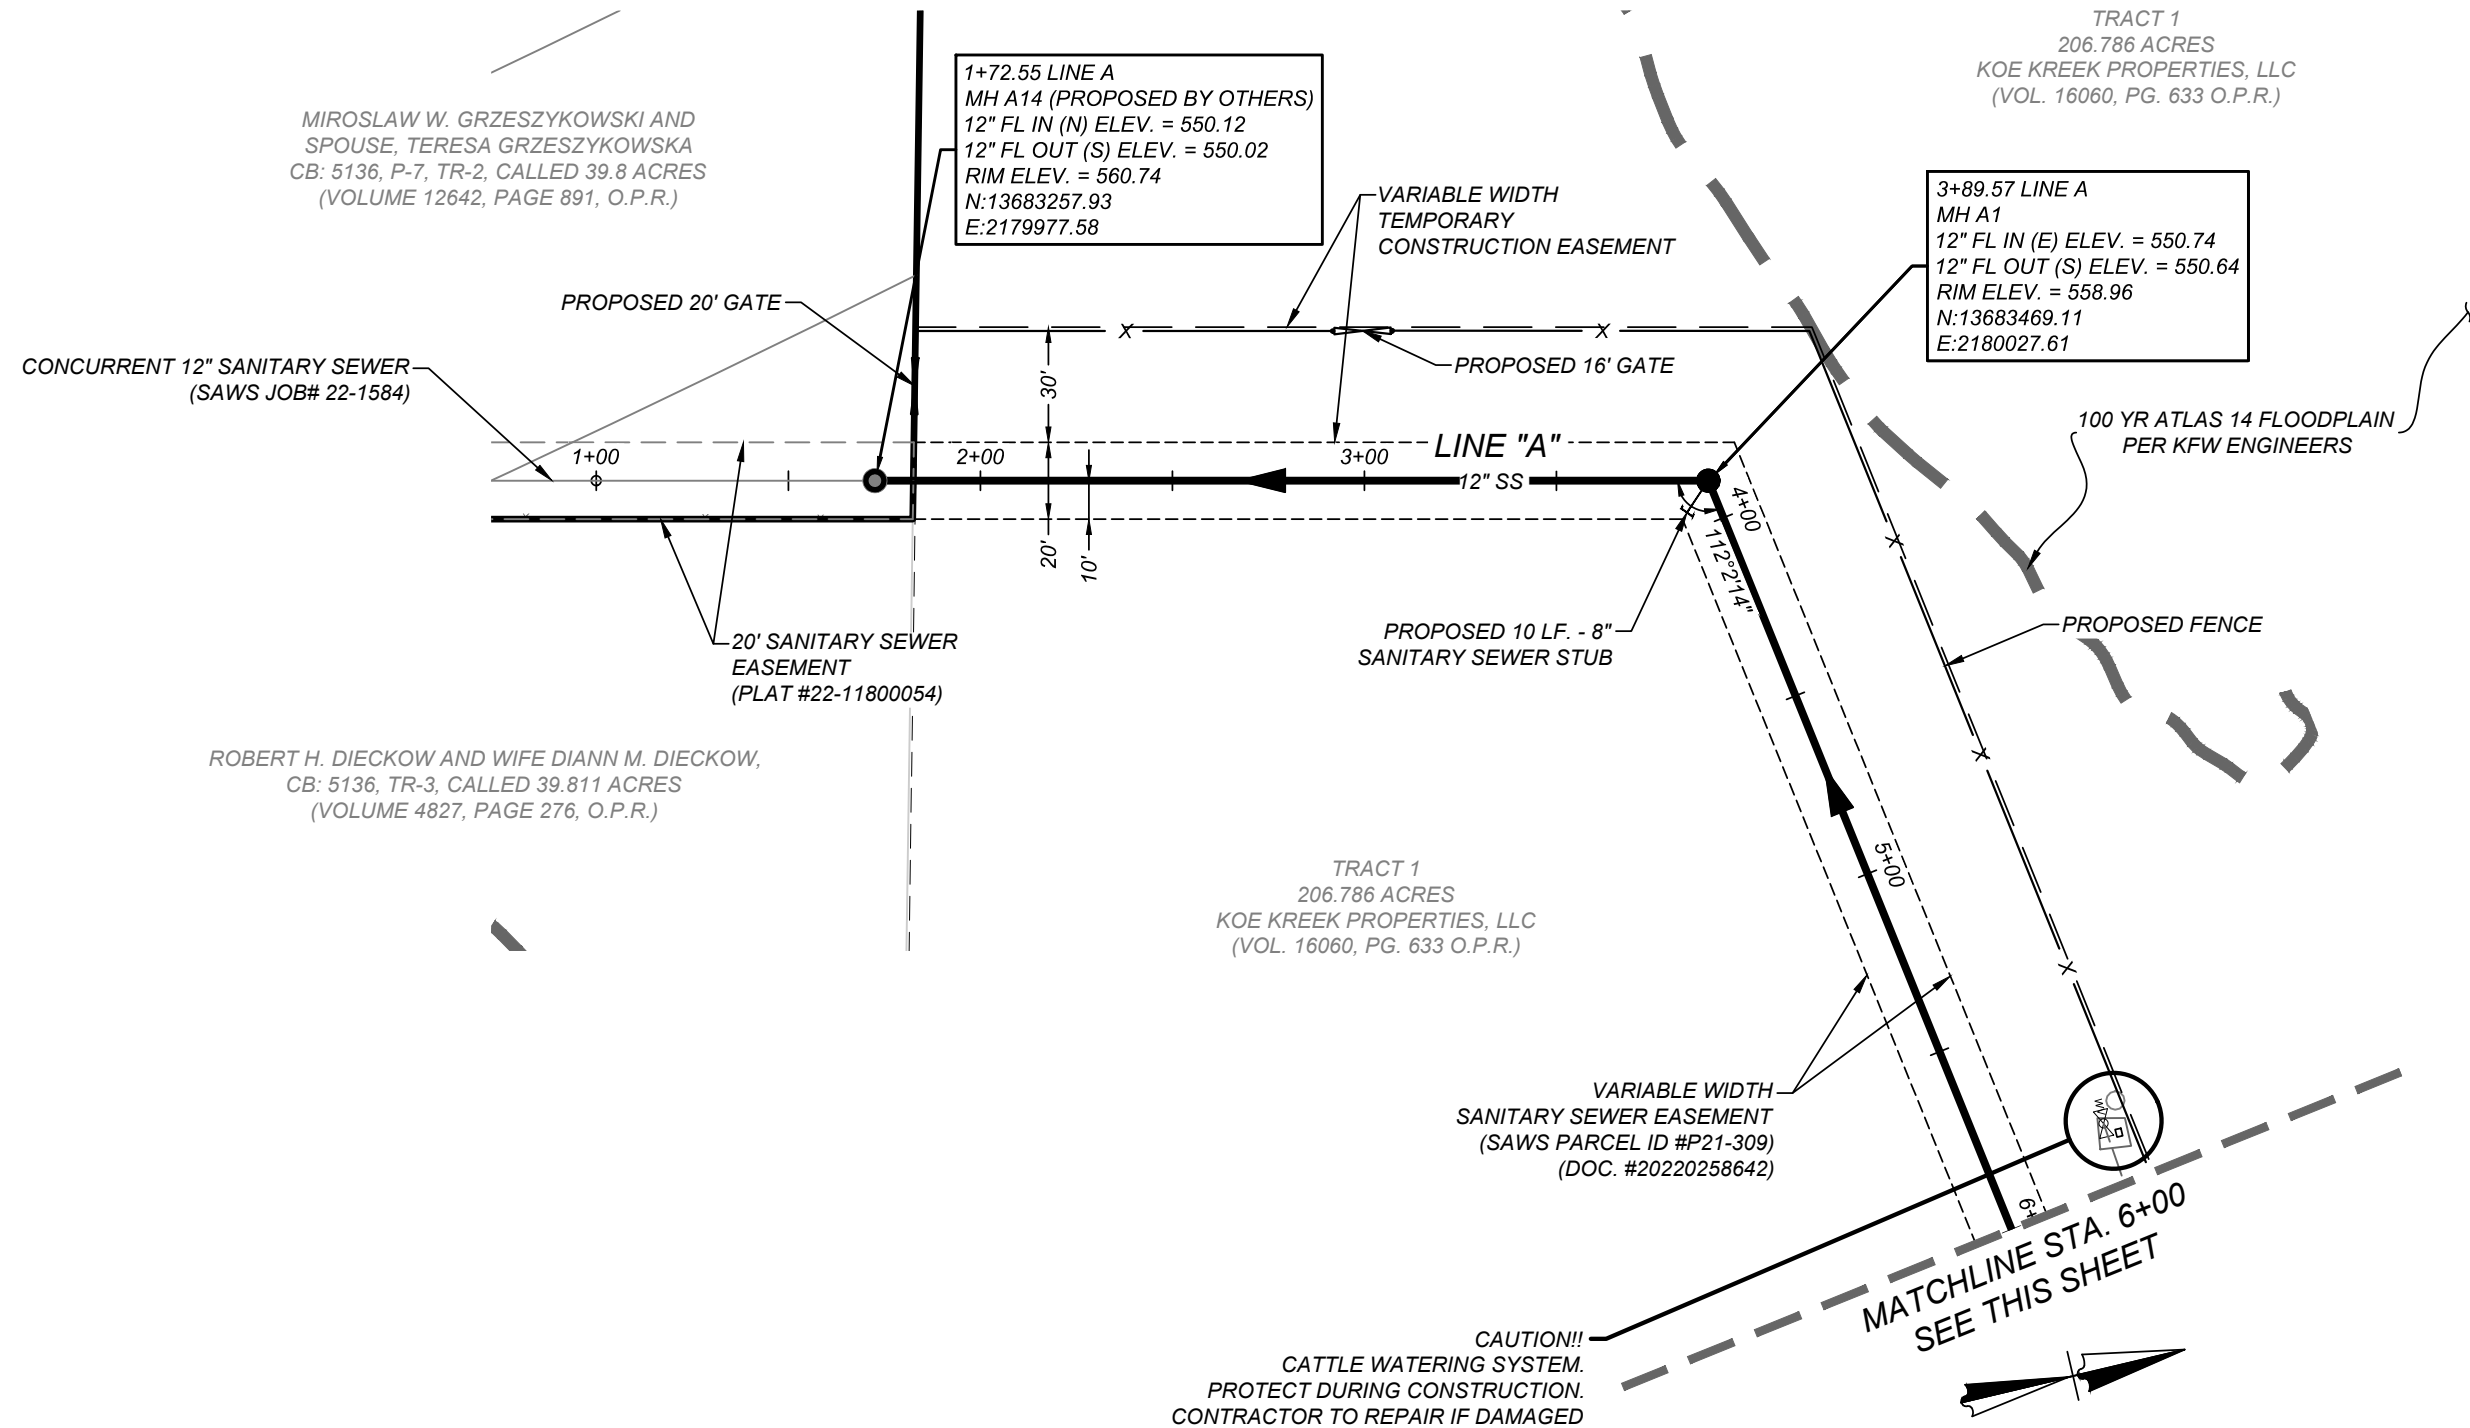 TRACT 1
206.786 ACRES
KOE KREEK PROPERTIES, LLC
(VOL. 16060, PG. 633 O.P.R.)
MIROSLAW W. GRZESZYKOWSKI AND
SPOUSE, TERESA GRZESZYKOWSKA
CB: 5136, P-7, TR-2, CALLED 39.8 ACRES
(VOLUME 12642, PAGE 891, O.P.R.)
1+72.55 LINE A
MH A14 (PROPOSED BY OTHERS)
12" FL IN (N) ELEV. = 550.12
12" FL OUT (S) ELEV. = 550.02
RIM ELEV. = 560.74
N:13683257.93
E:2179977.58
VARIABLE WIDTH
TEMPORARY
CONSTRUCTION EASEMENT
3+89.57 LINE A
MH A1
12" FL IN (E) ELEV. = 550.74
12" FL OUT (S) ELEV. = 550.64
RIM ELEV. = 558.96
N:13683469.11
E:2180027.61
PROPOSED 20' GATE
X
X
PROPOSED 16' GATE
CONCURRENT 12" SANITARY SEWER
(SAWS JOB# 22-1584)
30'
100 YR ATLAS 14 FLOODPLAIN
PER KFW ENGINEERS
1+00
2+00
3+00
LINE "A"
12" SS
4+00
112°2'14"
20'
10'
X
PROPOSED 10 LF. - 8"
SANITARY SEWER STUB
PROPOSED FENCE
20' SANITARY SEWER
EASEMENT
(PLAT #22-11800054)
X
ROBERT H. DIECKOW AND WIFE DIANN M. DIECKOW,
CB: 5136, TR-3, CALLED 39.811 ACRES
(VOLUME 4827, PAGE 276, O.P.R.)
TRACT 1
206.786 ACRES
KOE KREEK PROPERTIES, LLC
(VOL. 16060, PG. 633 O.P.R.)
5+00
X
VARIABLE WIDTH
SANITARY SEWER EASEMENT
(SAWS PARCEL ID #P21-309)
(DOC. #20220258642)
6+
MATCHLINE STA. 6+00
SEE THIS SHEET
CAUTION!!
CATTLE WATERING SYSTEM.
PROTECT DURING CONSTRUCTION.
CONTRACTOR TO REPAIR IF DAMAGED